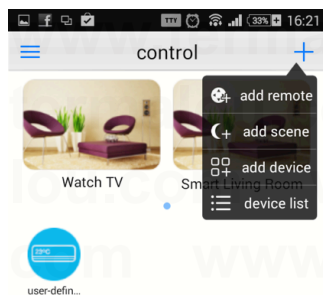 TTY 33% 16:21
control
add remote
add scene
add device
device list
Watch TV
Smart Living Room
25°C
user-defin...